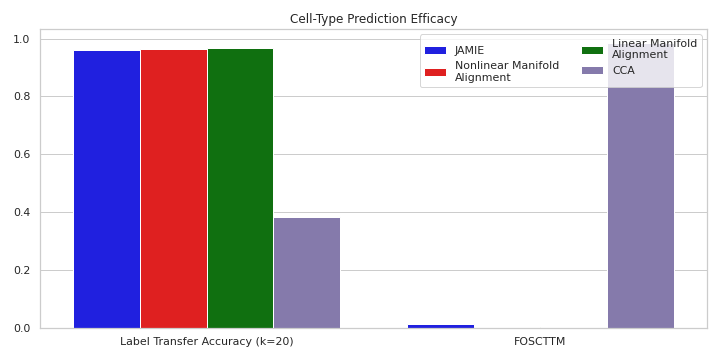 Cell-Type Prediction Efficacy
1.0
0.8
0.6
0.4
0.2
0.0
JAMIE
Nonlinear Manifold
Alignment
Linear Manifold
Alignment
CCA
Label Transfer Accuracy (k=20)
FOSCTTM